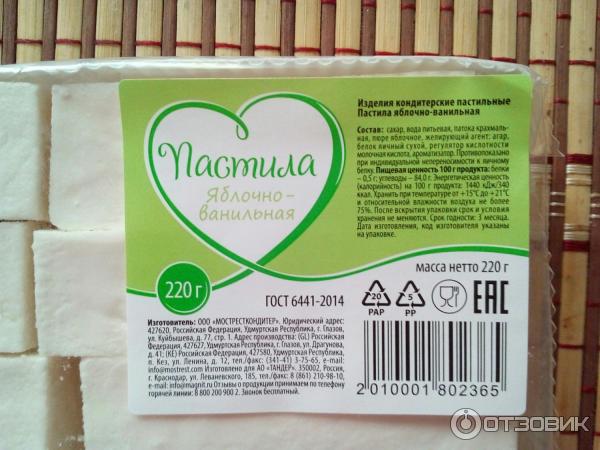 Пастила
Яблочно-
ванильная
220 г
ГОСТ 6441-2014
Изделия кондитерские пастильные
Пастила яблочно-ванильная
Состав: сахар, вода питьевая, патока крахмаль-
ная, пюре яблочное, желирующий агент: агар,
белок яичный сухой, регулятор кислотности
молочная кислота, ароматизатор. Противопоказано
при индивидуальной непереносимости к яичному
белку. Пищевая ценность 100 г продукта: белки
– 0,5 г; углеводы – 84,0 г. Энергетическая ценность
(калорийность) на 100 г продукта: 1440 кДж/340
ккал. Хранить при температуре от +15°С до +21°С
и относительной влажности воздуха не более
75%. После вскрытия упаковки срок и условия
хранения не меняются. Срок годности: 3 месяца.
Дата изготовления, код изготовителя указаны
на упаковке.
масса нетто 220 г
20
PAP
5
PP
EAC
Изготовитель: ООО «МОСТРЕСТКОНДИТЕР». Юридический адрес:
427620, Российская Федерация, Удмуртская Республика, г. Глазов,
ул. Куйбышева, д. 77, стр. 1. Адрес производства: (GL) Российская
Федерация, 427627, Удмуртская Республика, г. Глазов, ул. Драгунова,
д. 41; (KE) Российская Федерация, 427580, Удмуртская Республика,
п. Кез, ул. Ленина, д. 12, тел./факс: (341-41) 3-75-65, e-mail:
info@mostrest.com Изготовлено для АО «ТАНДЕР». 350002, Россия,
г. Краснодар, ул. Леваневского, 185, тел./факс: 8 (861) 210-98-10,
e-mail: info@magnit.ru Отзывы о продукции принимаем по телефону
горячей линии: 8 800 200 900 2. Звонок бесплатный.
2 010001 802365
ОТЗОВИК